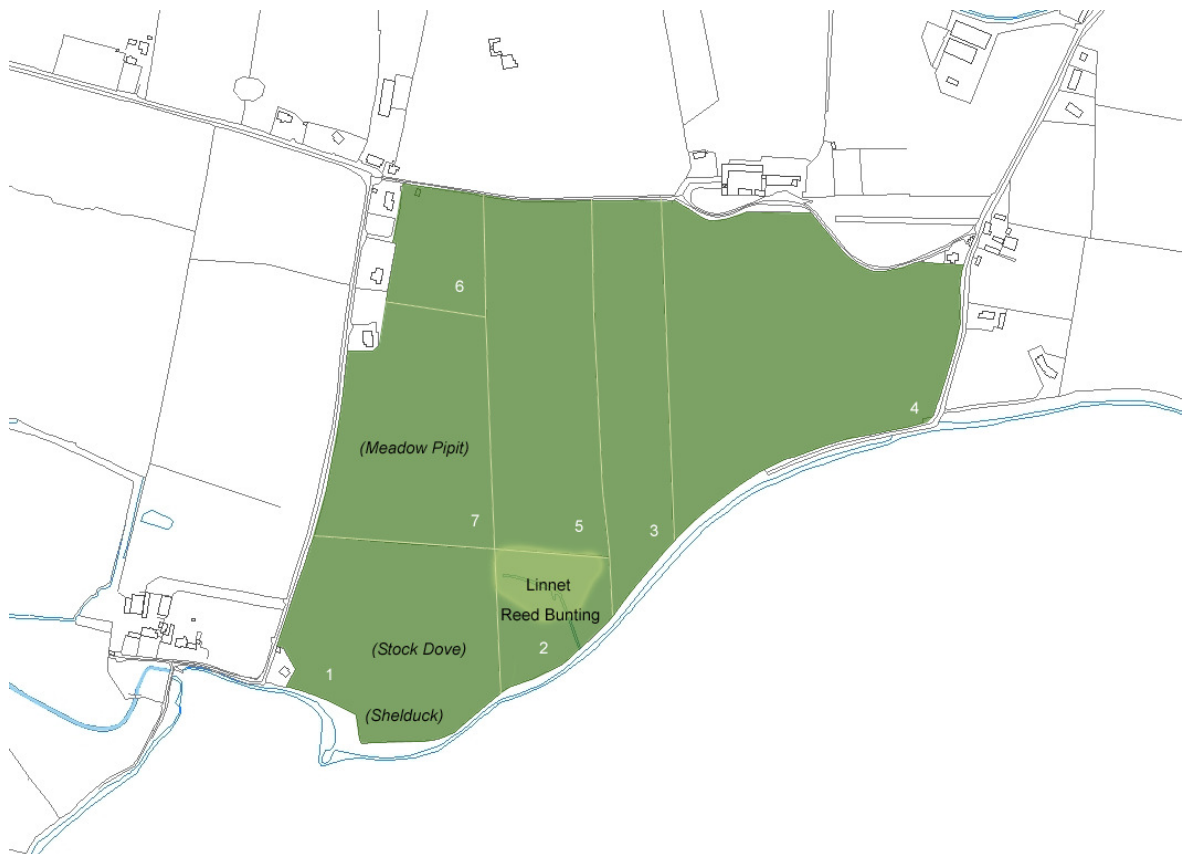 6
4
(Meadow Pipit)
7
5
3
Linnet
Reed Bunting
(Stock Dove)
2
1
(Shelduck)